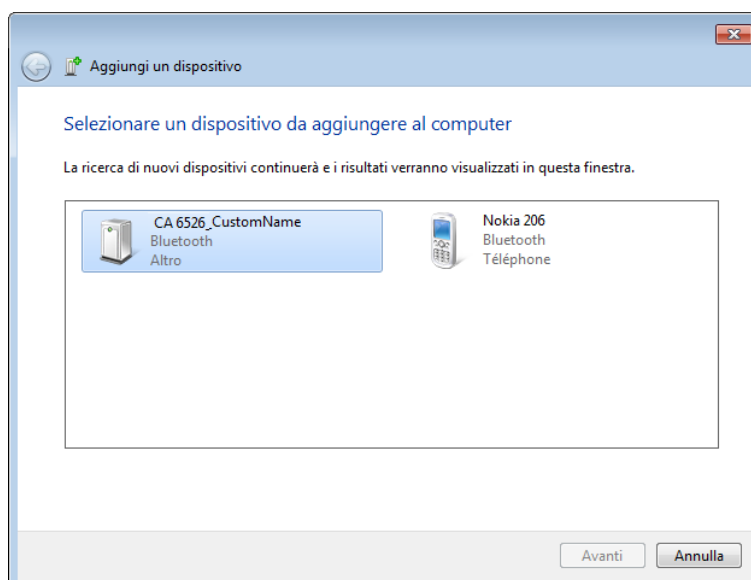 Aggiungi un dispositivo
Selezionare un dispositivo da aggiungere al computer
La ricerca di nuovi dispositivi continuerà e i risultati verranno visualizzati in questa finestra.
CA 6526_CustomName
Bluetooth
Altro
Nokia 206
Bluetooth
Téléphone
Avanti
Annulla